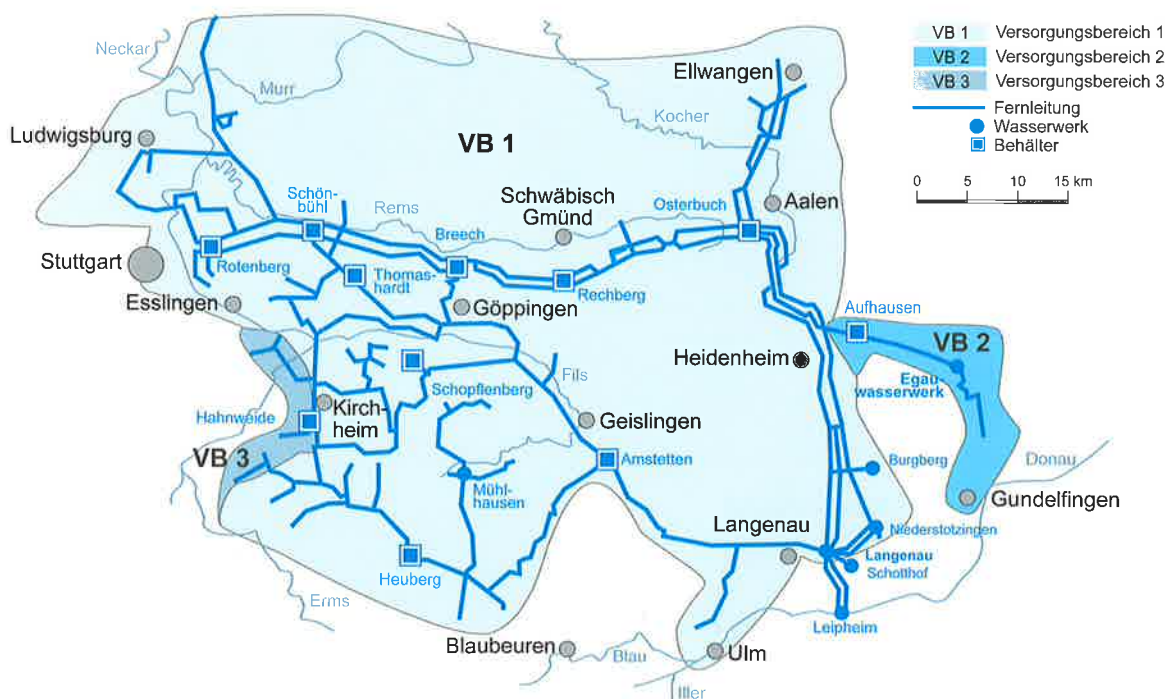 Neckar
Murr
Ludwigsburg
VB 1
Ellwangen
Kocher
VB 1 Versorgungsbereich 1
VB 2 Versorgungsbereich 2
VB 3 Versorgungsbereich 3
Fernleitung
Wasserwerk
Behälter
0 5 10 15 km
Schön-
bühl
Rems
Breech
Schwäbisch
Gmünd
Osterbuch
Aalen
Stuttgart
Rotenberg
Thomas-
hardt
Rechberg
Esslingen
Göppingen
Aufhausen
VB 2
Heidenheim
Egau-
wasserwerk
Fils
Schopflenberg
Hahnweide
Kirch-
heim
Geislingen
VB 3
Amstetten
Burgberg
Donau
Mühl-
hausen
Gundelfingen
Langenau
Niederstotzingen
Langenau
Schotthof
Heuberg
Erms
Leipheim
Blaubeuren
Blau
Ulm
Iller